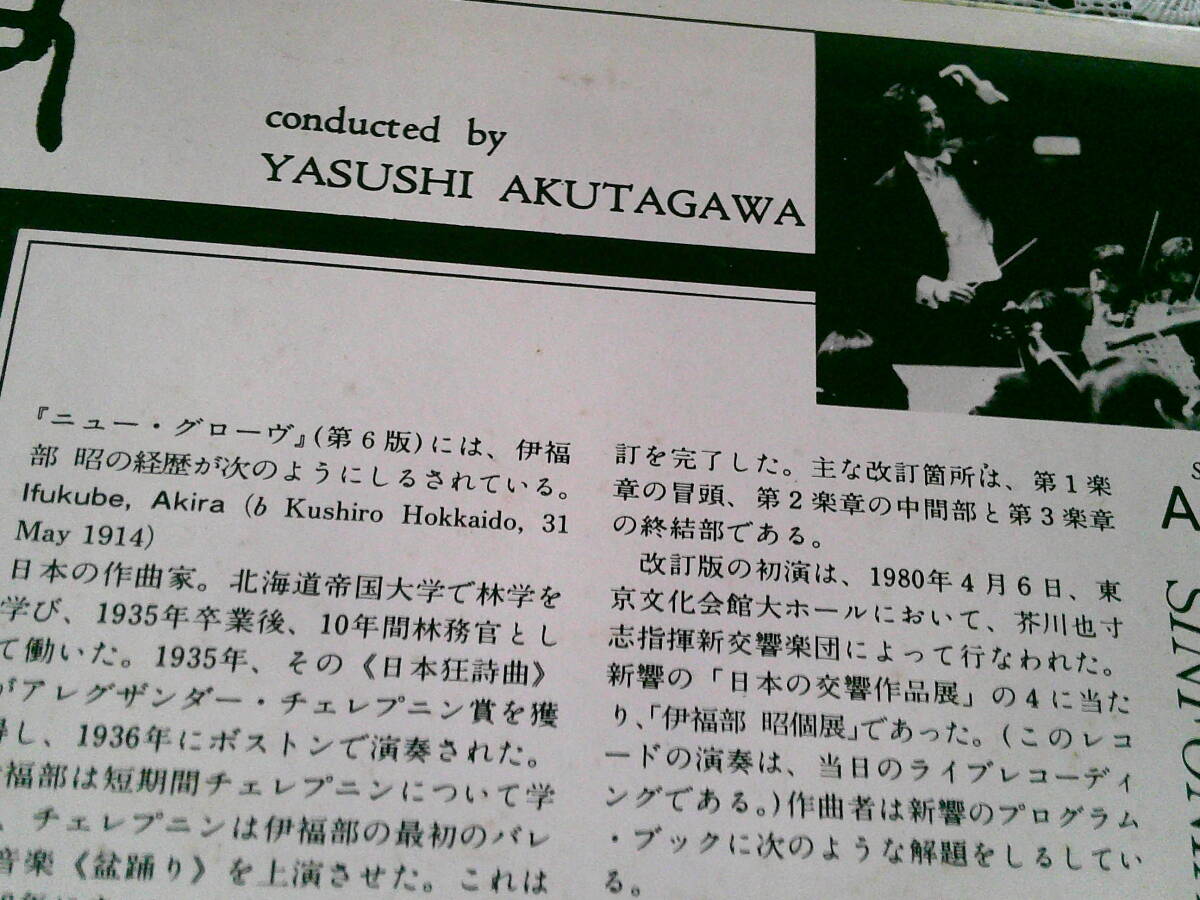 conducted by
YASUSHI AKUTAGAWA
『ニュー・グローヴ』(第6版)には、伊福
部 昭の経歴が次のようにしるされている。
Ifukube, Akira (b Kushiro Hokkaido, 31
May 1914)
日本の作曲家。北海道帝国大学で林学を
学び、1935年卒業後、10年間林務官とし
て働いた。1935年、その《日本狂詩曲》
がアレグザンダー・チェレプニン賞を獲
得し、1936年にボストンで演奏された。
福部は短期間チェレプニンについて学
、チェレプニンは伊福部の最初のバレ
音楽《盆踊り》を上演させた。これは
訂を完了した。主な改訂箇所は、第1楽
章の冒頭、第2楽章の中間部と第3楽章
の終結部である。
改訂版の初演は、1980年4月6日、東
京文化会館大ホールにおいて、芥川也寸
志指揮新交響楽団によって行なわれた。
新響の「日本の交響作品展」の4に当た
り、「伊福部 昭個展」であった。(このレコ
ードの演奏は、当日のライブレコーディ
ングである。)作曲者は新響のプログラム
・ブックに次のような解題をしるしてい
る。
S
A